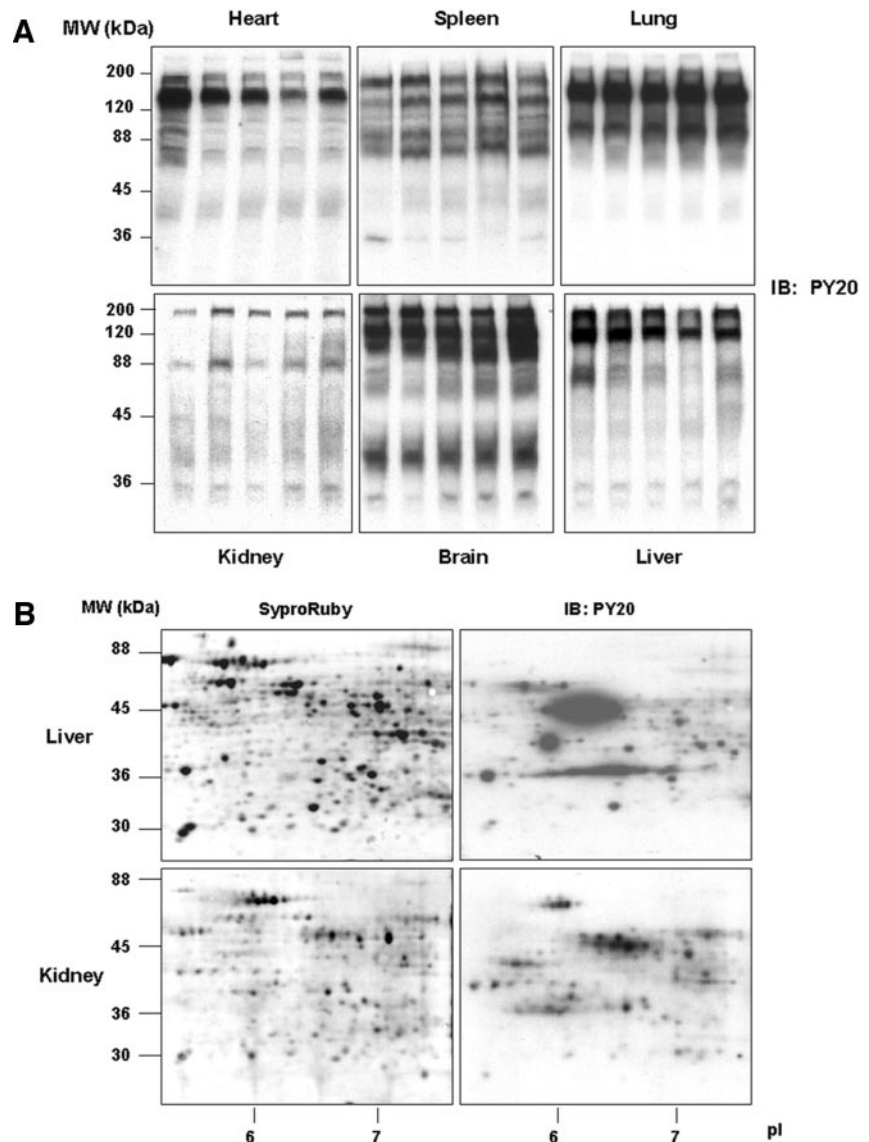 A
MW (kDa)
Heart
Spleen
Lung
200
120
88
45
36
IB: PY20
200
120
88
45
36
Kidney
Brain
Liver
B
MW (kDa)
SyproRuby
IB: PY20
88
45
36
30
Liver
88
45
36
30
Kidney
6
7
6
7
pI